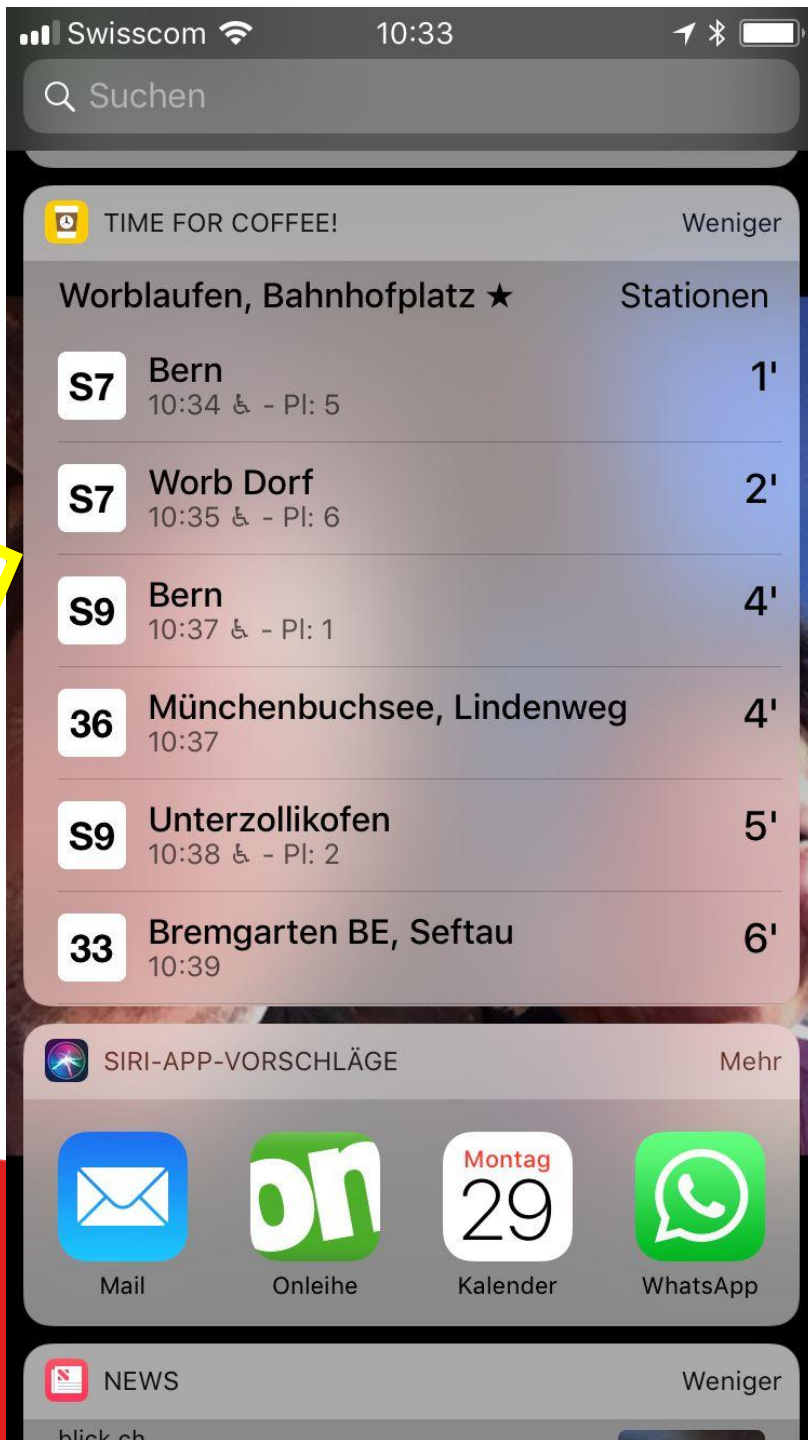 Swisscom 10:33
Suchen
TIME FOR COFFEE! Weniger
Worblaufen, Bahnhofplatz ★ Stationen
S7 Bern 1'
10:34 ♿ - Pl: 5
S7 Worb Dorf 2'
10:35 ♿ - Pl: 6
S9 Bern 4'
10:37 ♿ - Pl: 1
36 Münchenbuchsee, Lindenweg 4'
10:37
S9 Unterzollikofen 5'
10:38 ♿ - Pl: 2
33 Bremgarten BE, Seftau 6'
10:39
SIRI-APP-VORSCHLÄGE Mehr
on
Montag
29
Mail Onleihe Kalender WhatsApp
NEWS Weniger
blick.ch